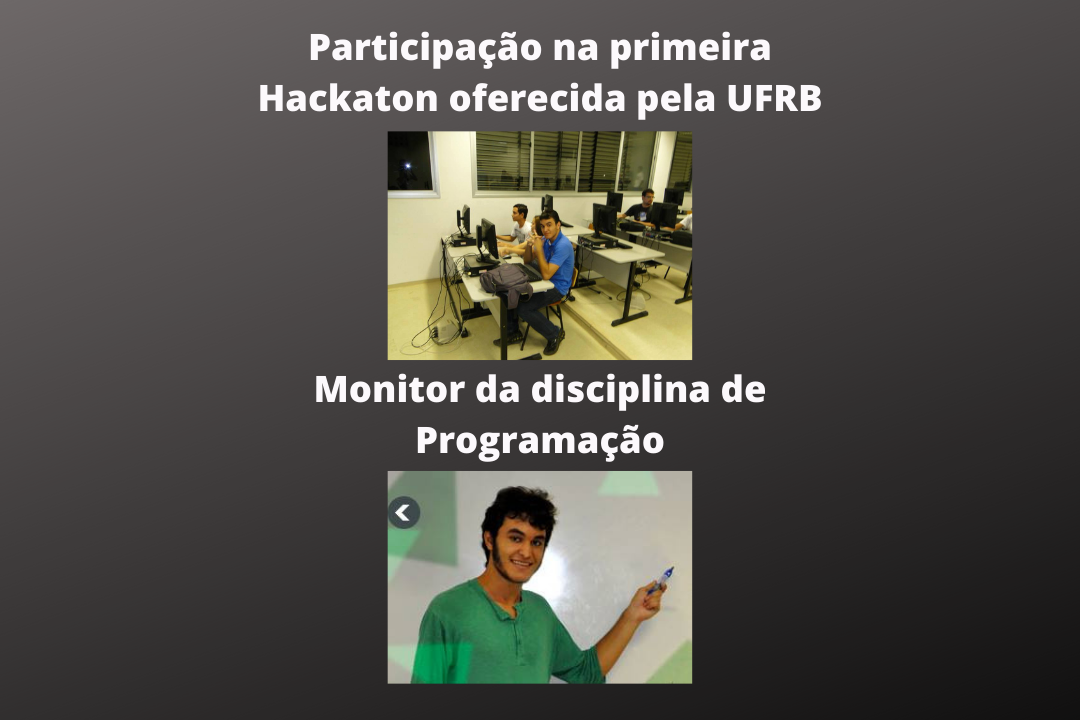 Participação na primeira
Hackaton oferecida pela UFRB
Monitor da disciplina de
Programação